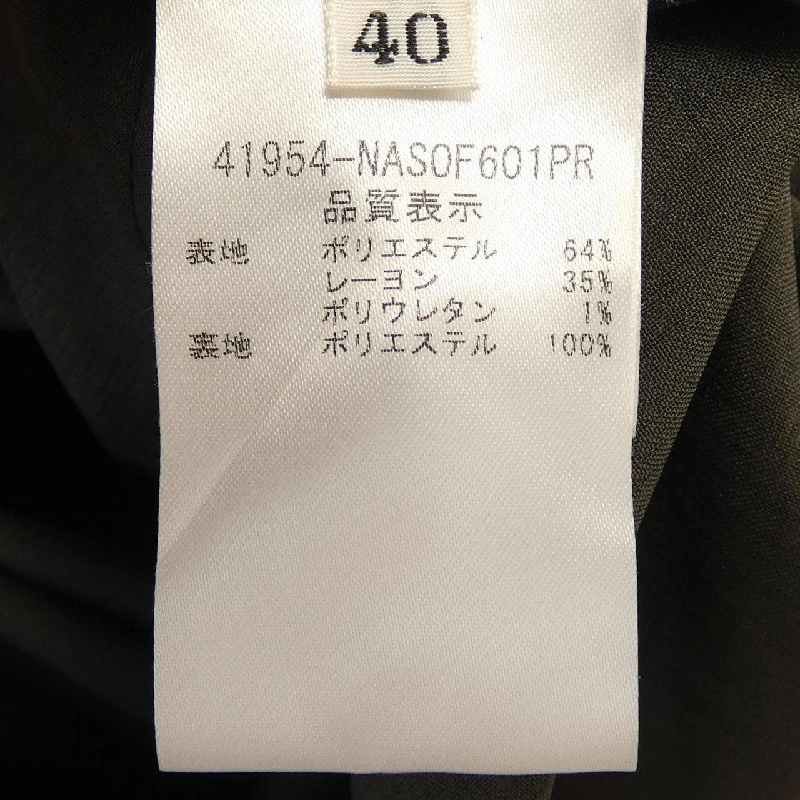 40
41954-NASOF601PR
品質表示
表地 ポリエステル 64%
レーヨン 35%
ポリウレタン 1%
裏地 ポリエステル 100%